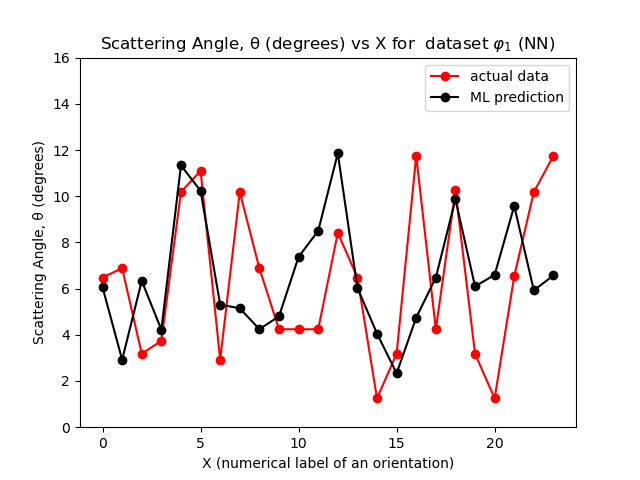 Scattering Angle, θ (degrees) vs X for  dataset φ₁ (NN)
actual data
ML prediction
16
14
12
10
8
6
4
2
0
Scattering Angle, θ (degrees)
0 5 10 15 20
X (numerical label of an orientation)